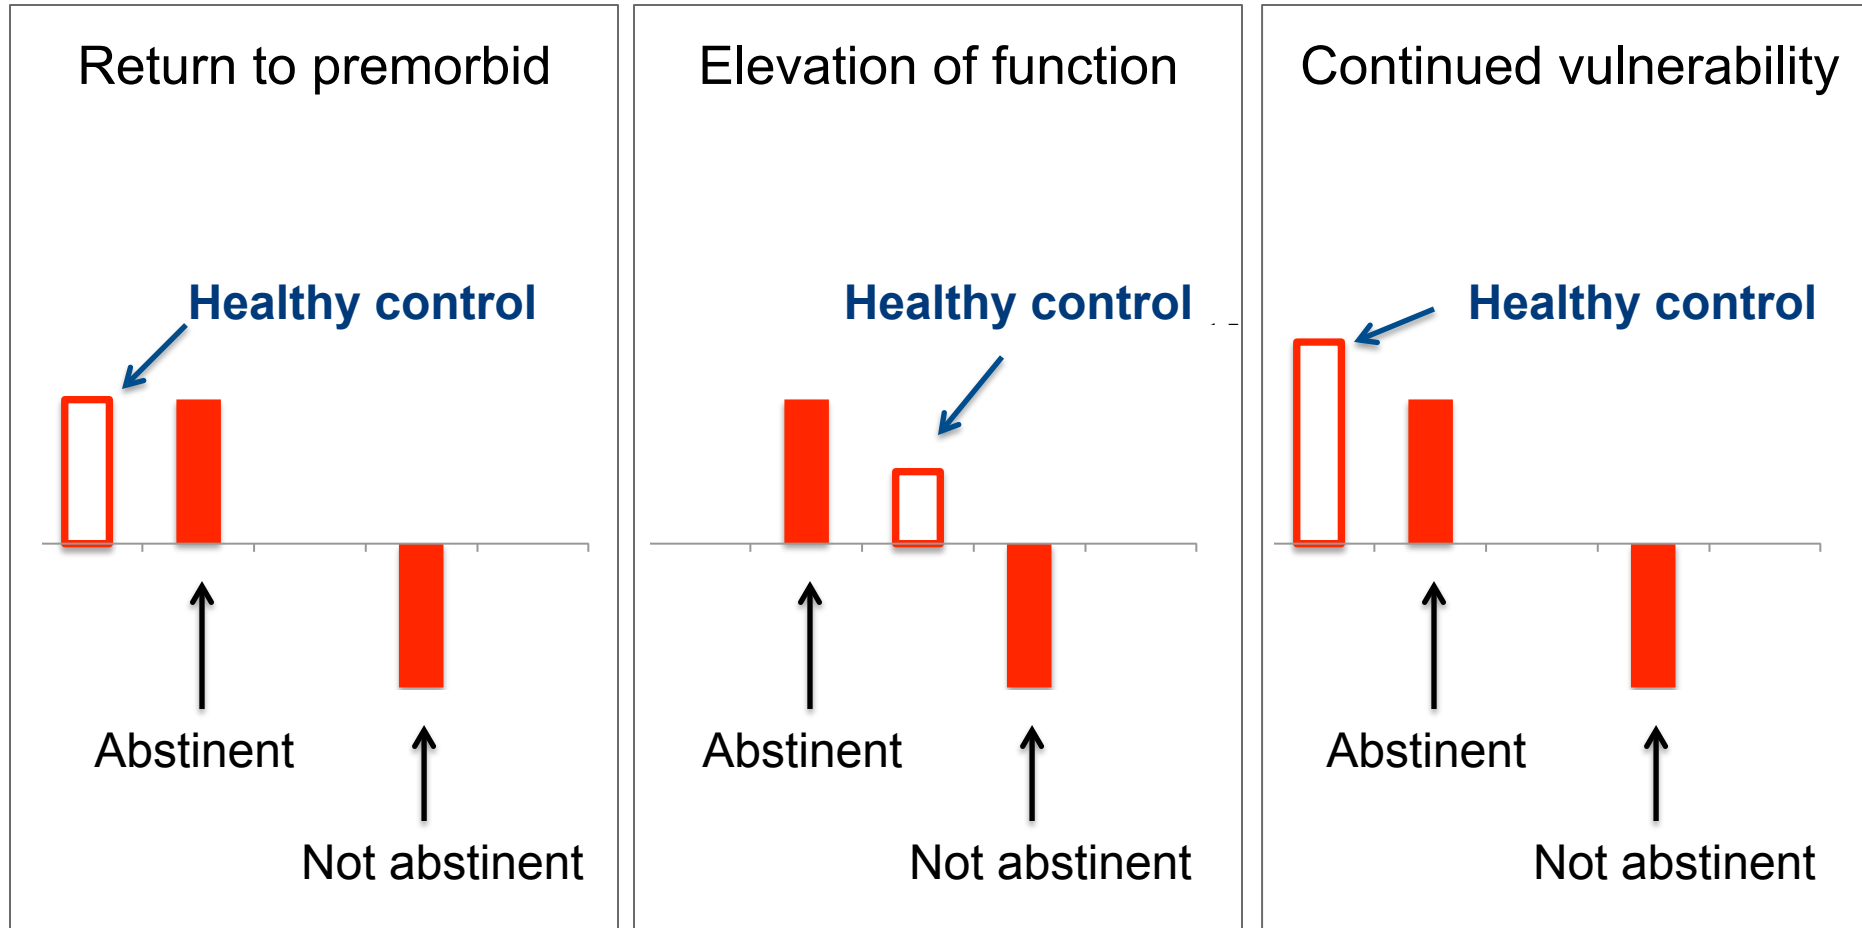 Return to premorbid
Healthy control
Abstinent
Not abstinent
Elevation of function
Healthy control
Abstinent
Not abstinent
Continued vulnerability
Healthy control
Abstinent
Not abstinent